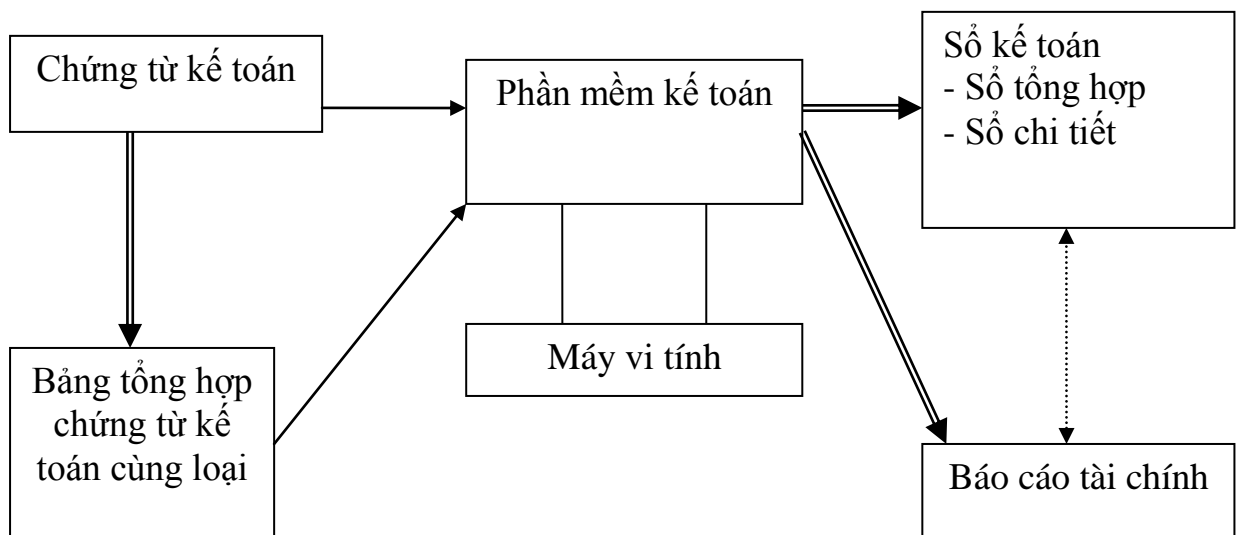 Chứng từ kế toán
Phần mềm kế toán
Sổ kế toán
- Sổ tổng hợp
- Sổ chi tiết
Máy vi tính
Bảng tổng hợp
chứng từ kế
toán cùng loại
Báo cáo tài chính